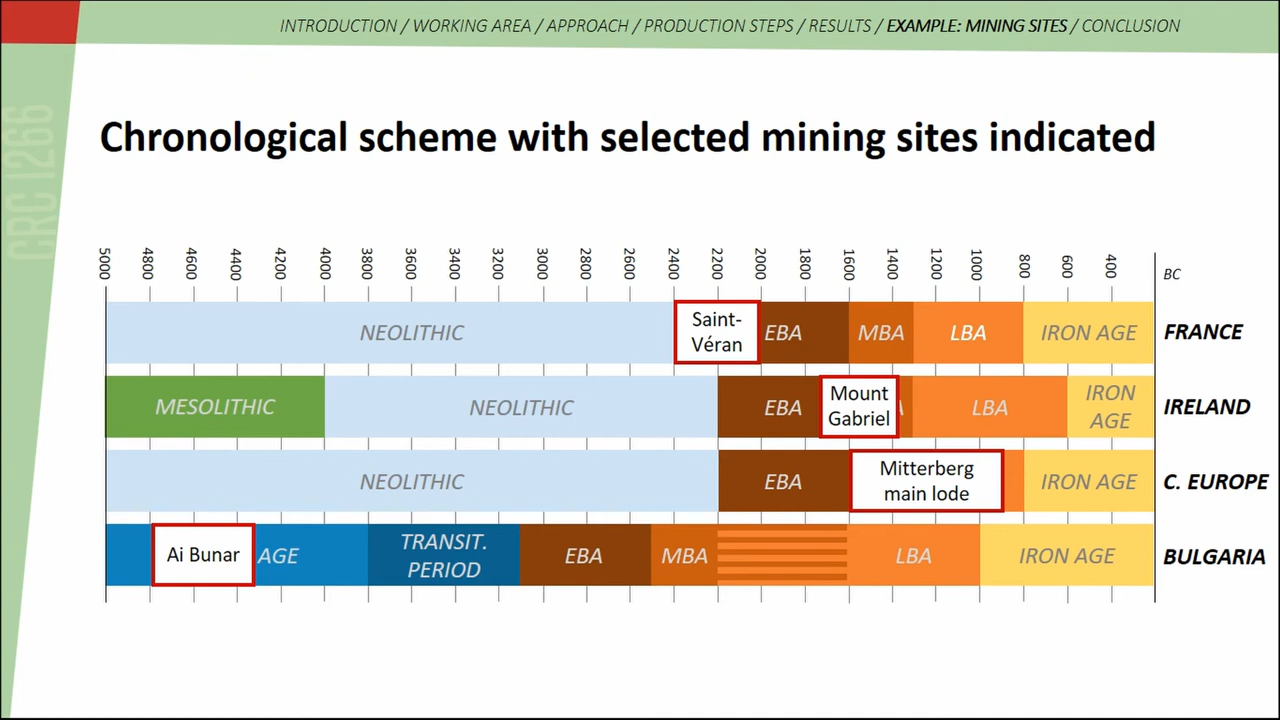 INTRODUCTION / WORKING AREA / APPROACH / PRODUCTION STEPS / RESULTS / EXAMPLE: MINING SITES / CONCLUSION
CRC 1266
Chronological scheme with selected mining sites indicated
5000 4800 4600 4400 4200 4000 3800 3600 3400 3200 3000 2800 2600 2400 2200 2000 1800 1600 1400 1200 1000 800 600 400 BC
NEOLITHIC
Saint-
Véran
EBA MBA LBA IRON AGE FRANCE
MESOLITHIC NEOLITHIC EBA
Mount
Gabriel
LBA
IRON
AGE
IRELAND
NEOLITHIC EBA
Mitterberg
main lode
IRON AGE C. EUROPE
Ai Bunar AGE
TRANSIT.
PERIOD
EBA MBA LBA IRON AGE BULGARIA